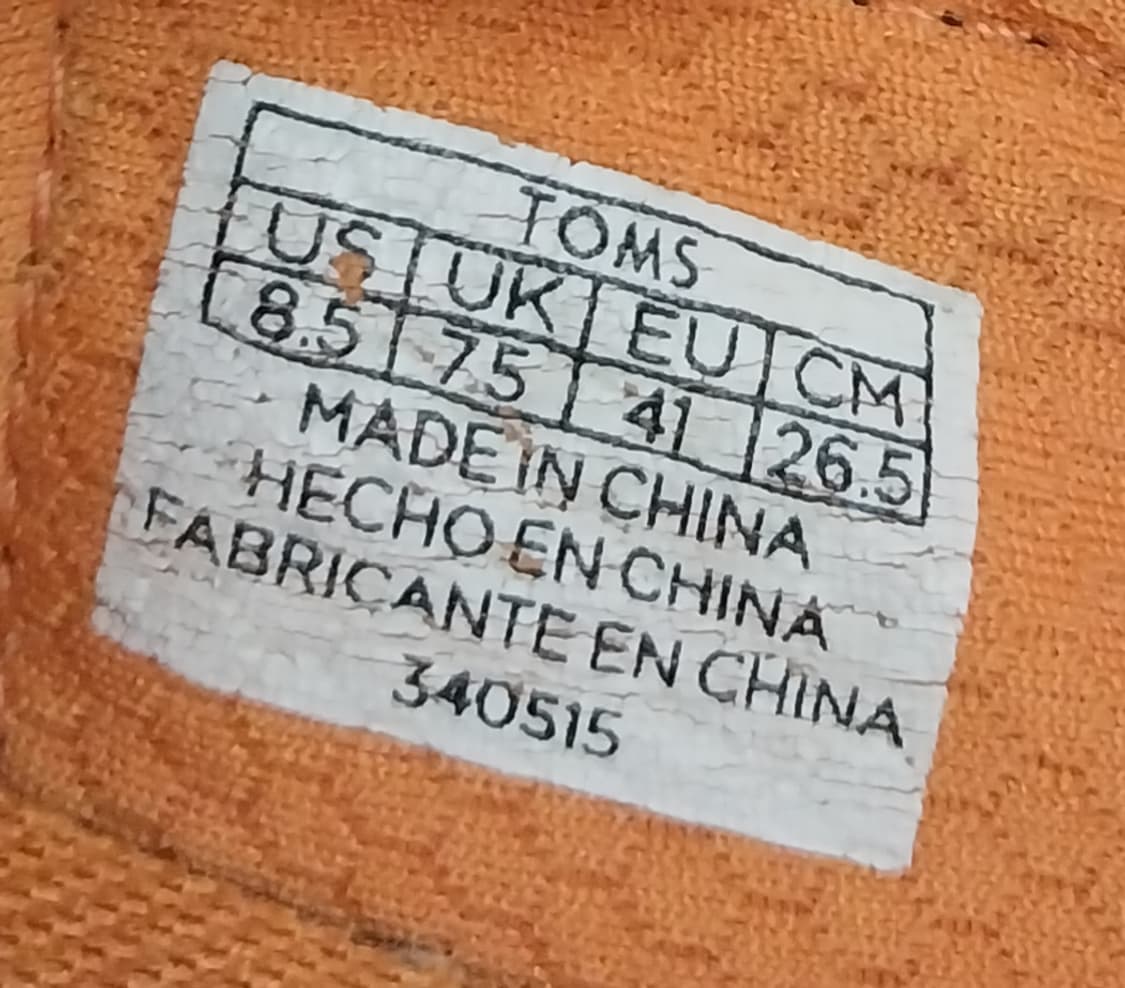 TOMS
US UK EU CM
8.5 7.5 41 26.5
MADE IN CHINA
HECHO EN CHINA
FABRICANTE EN CHINA
340515